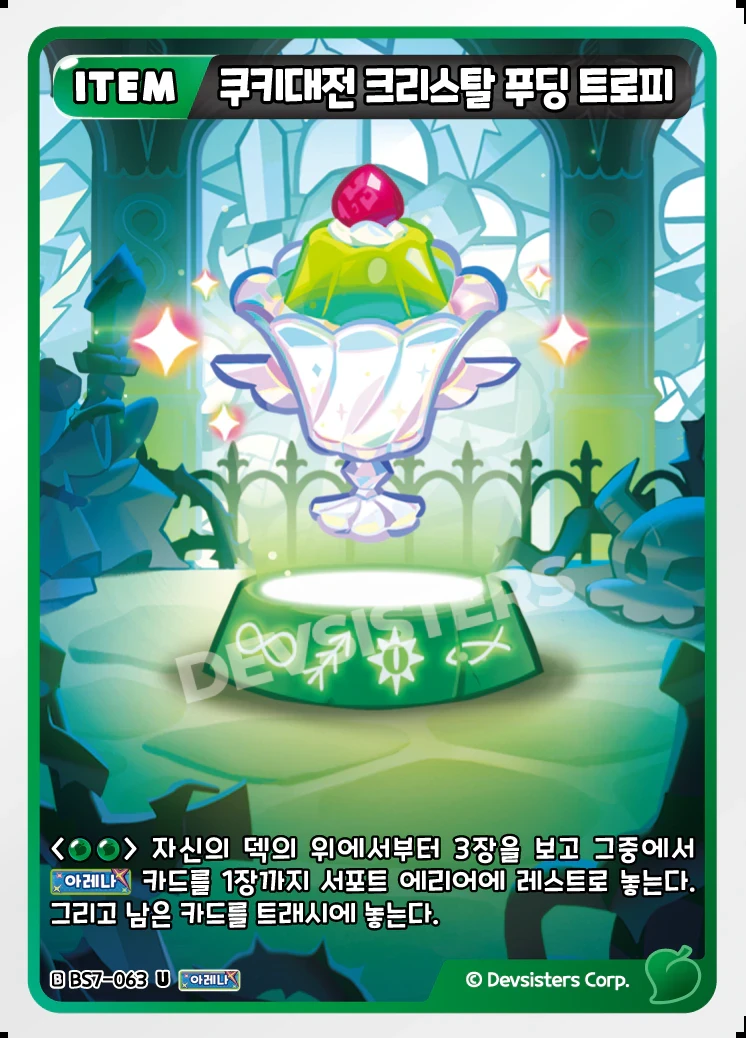 ITEM 쿠키대전 크리스탈 푸딩 트로피
DEVSISTERS
<●●> 자신의 덱의 위에서부터 3장을 보고 그중에서
아레나 카드를 1장까지 서포트 에리어에 레스트로 놓는다.
그리고 남은 카드를 트래시에 놓는다.
B BS7-063 U 아레나
© Devsisters Corp.